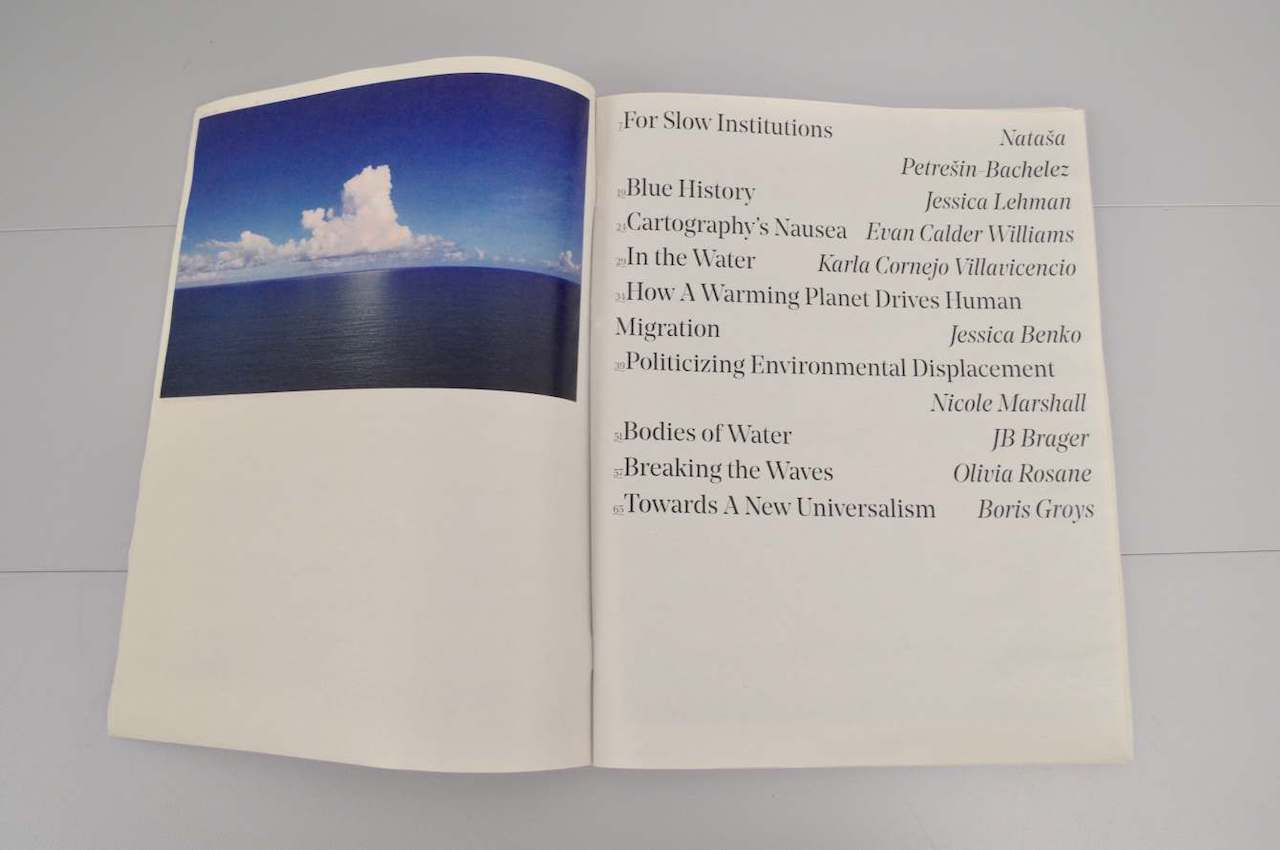 7 For Slow Institutions Nataša
Petrešin-Bachelez
19 Blue History Jessica Lehman
Cartography's Nausea Evan Calder Williams
29 In the Water Karla Cornejo Villavicencio
How A Warming Planet Drives Human
Migration Jessica Benko
39 Politicizing Environmental Displacement
Nicole Marshall
51 Bodies of Water JB Brager
57 Breaking the Waves Olivia Rosane
65 Towards A New Universalism Boris Groys